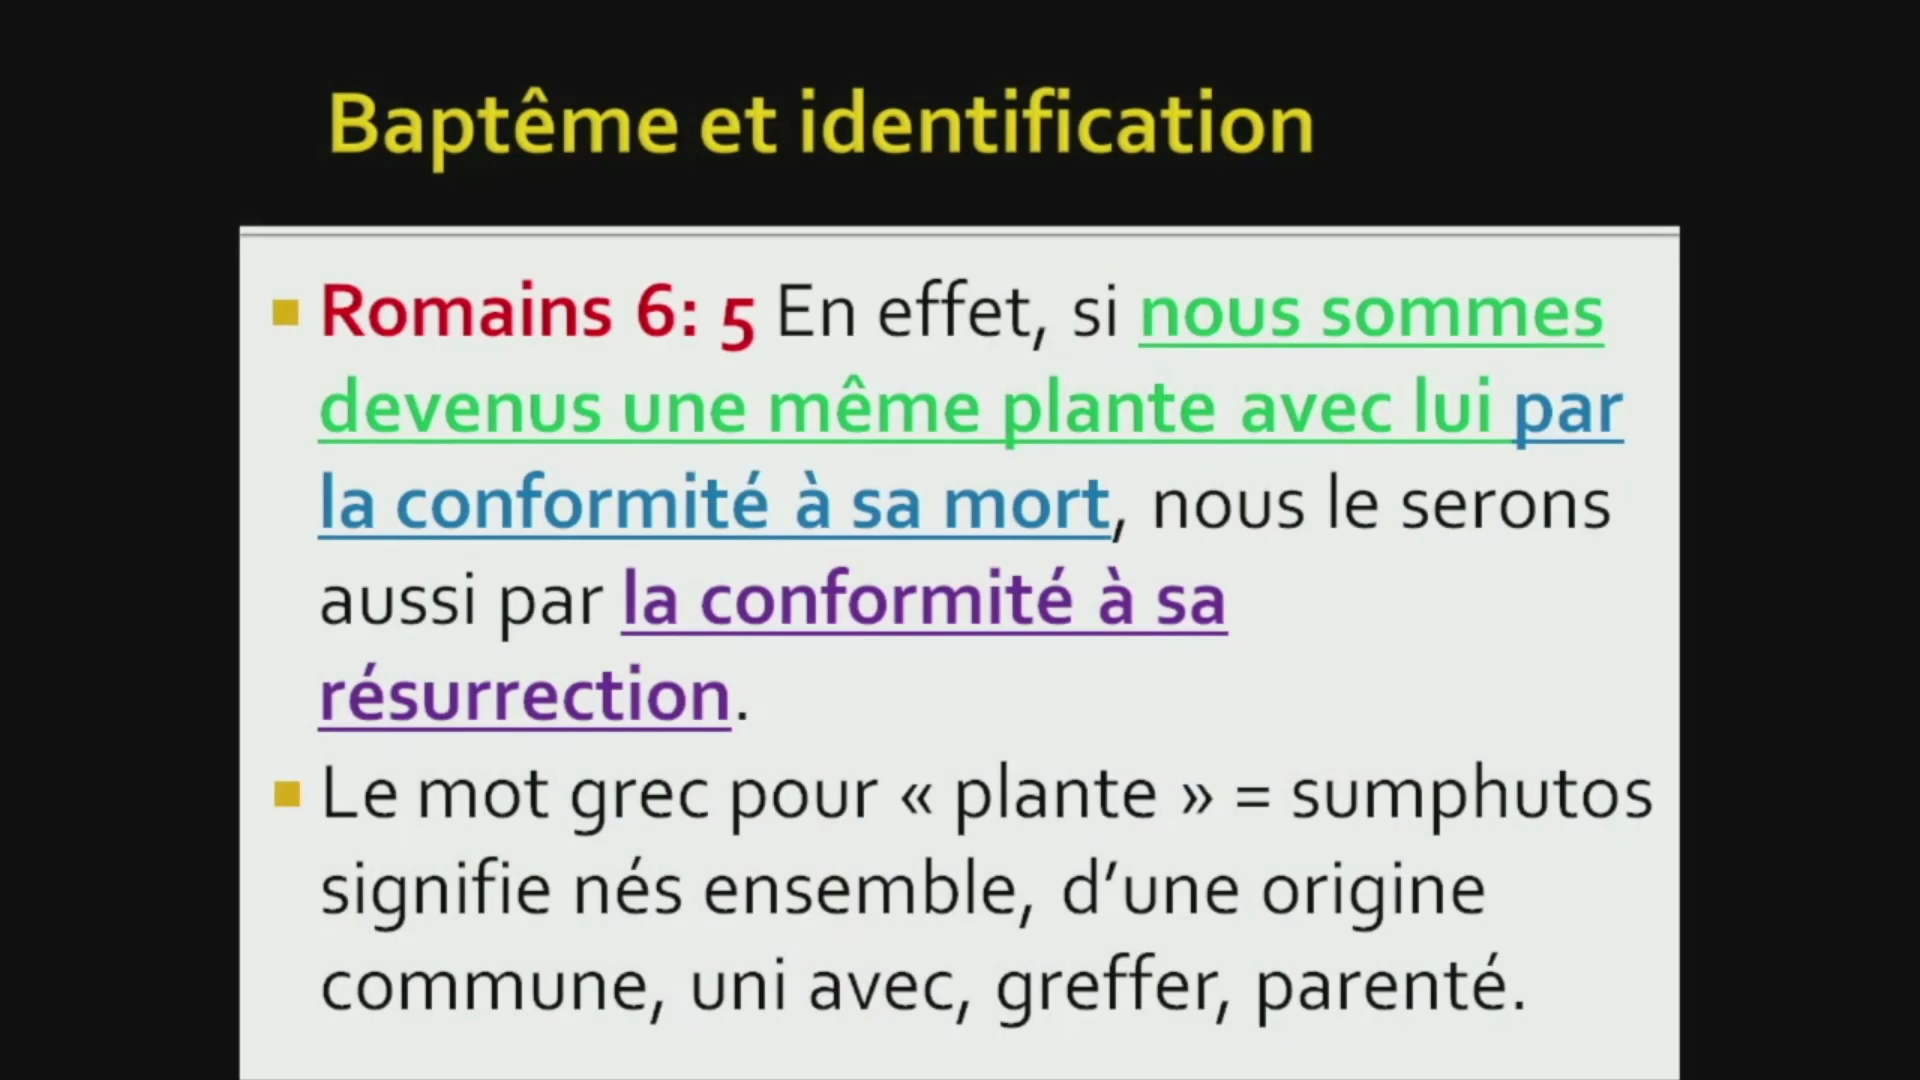 Baptême et identification
Romains 6: 5 En effet, si nous sommes
devenus une même plante avec lui par
la conformité à sa mort, nous le serons
aussi par la conformité à sa
résurrection.
Le mot grec pour « plante » = sumphutos
signifie nés ensemble, d’une origine
commune, uni avec, greffer, parenté.